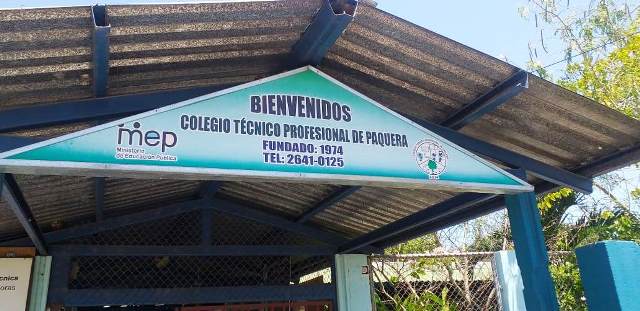 BIENVENIDOS
COLEGIO TÉCNICO PROFESIONAL DE PAQUERA
FUNDADO: 1974
TEL: 2641-0125
mep
Ministerio
de Educación Pública